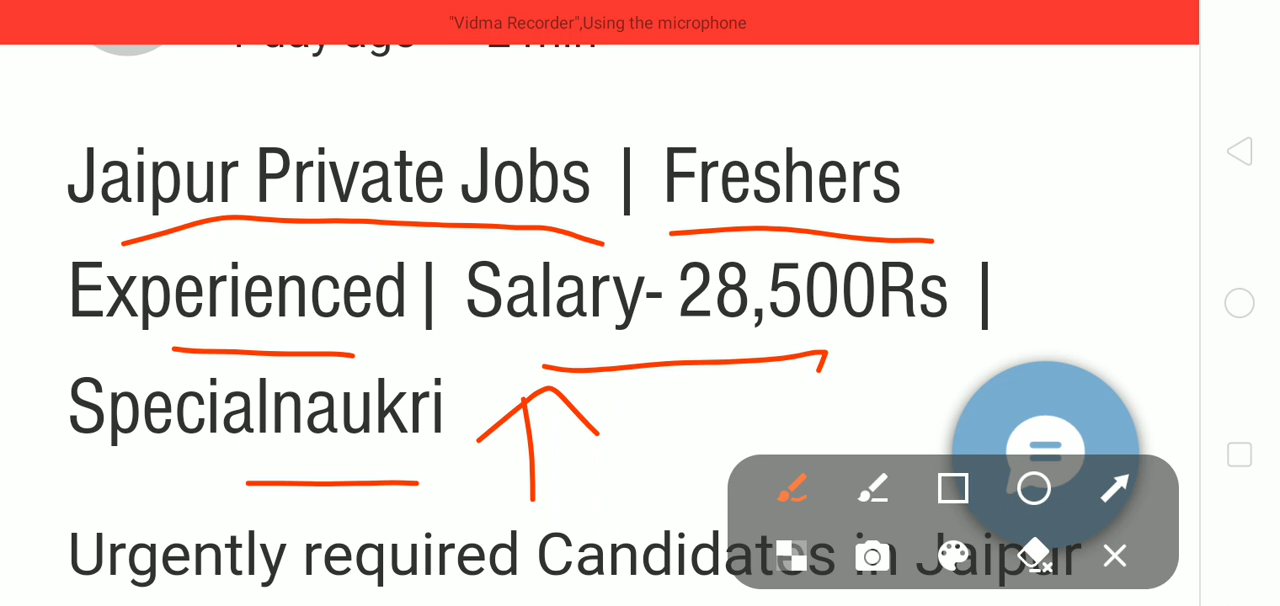 "Vidma Recorder",Using the microphone
Jaipur Private Jobs | Freshers
Experienced| Salary- 28,500Rs |
Specialnaukri
Urgently required Candidates in Jaipur